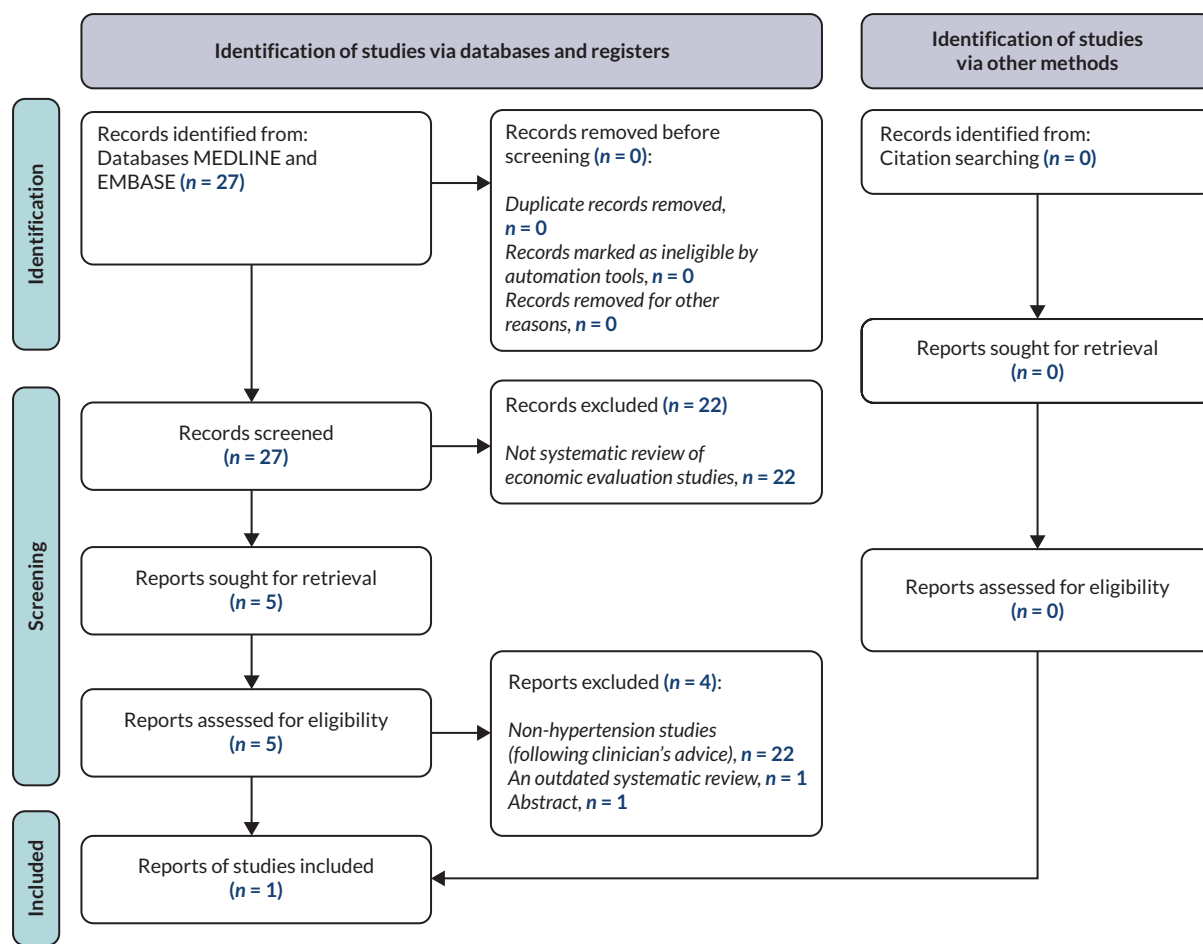 Identification of studies via databases and registers
Identification of studies
via other methods
Identification
Records identified from:
Databases MEDLINE and
EMBASE (n = 27)
Records removed before
screening (n = 0):
Duplicate records removed,
n = 0
Records marked as ineligible by
automation tools, n = 0
Records removed for other
reasons, n = 0
Records identified from:
Citation searching (n = 0)
Reports sought for retrieval
(n = 0)
Screening
Records screened
(n = 27)
Records excluded (n = 22)
Not systematic review of
economic evaluation studies, n = 22
Reports sought for retrieval
(n = 5)
Reports assessed for eligibility
(n = 0)
Reports assessed for eligibility
(n = 5)
Reports excluded (n = 4):
Non-hypertension studies
(following clinician’s advice), n = 22
An outdated systematic review, n = 1
Abstract, n = 1
Included
Reports of studies included
(n = 1)